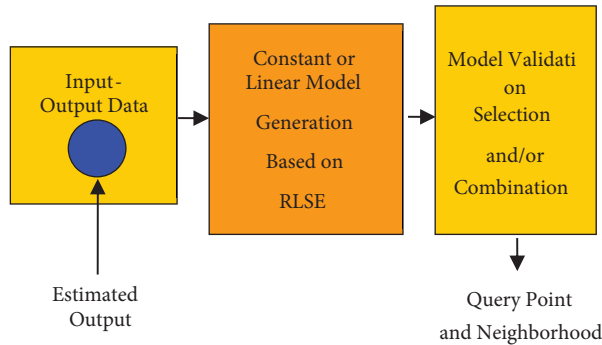 Input-
Output Data
Constant or
Linear Model
Generation
Based on
RLSE
Model Validati
on
Selection
and/or
Combination
Estimated
Output
Query Point
and Neighborhood